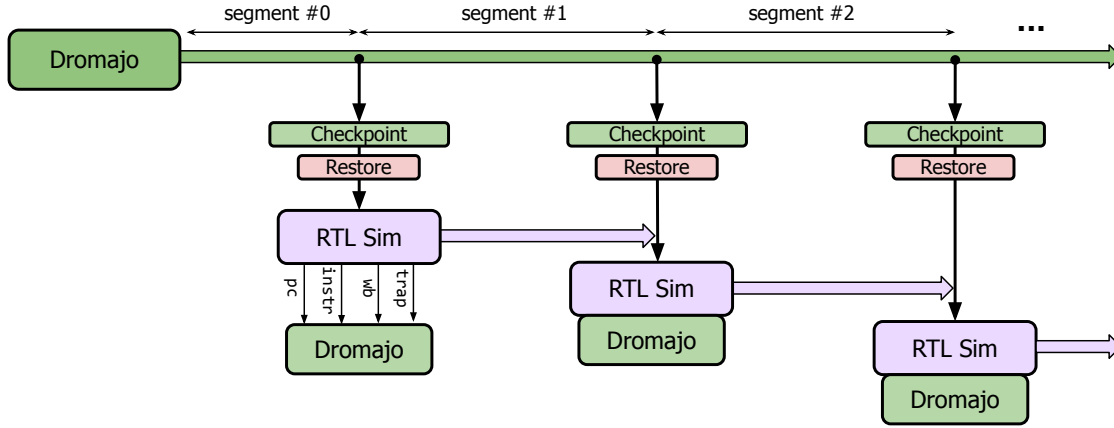 segment #0
segment #1
segment #2
...
Dromajo
Checkpoint
Checkpoint
Checkpoint
Restore
Restore
Restore
RTL Sim
pc
instr
wb
trap
RTL Sim
Dromajo
Dromajo
RTL Sim
Dromajo